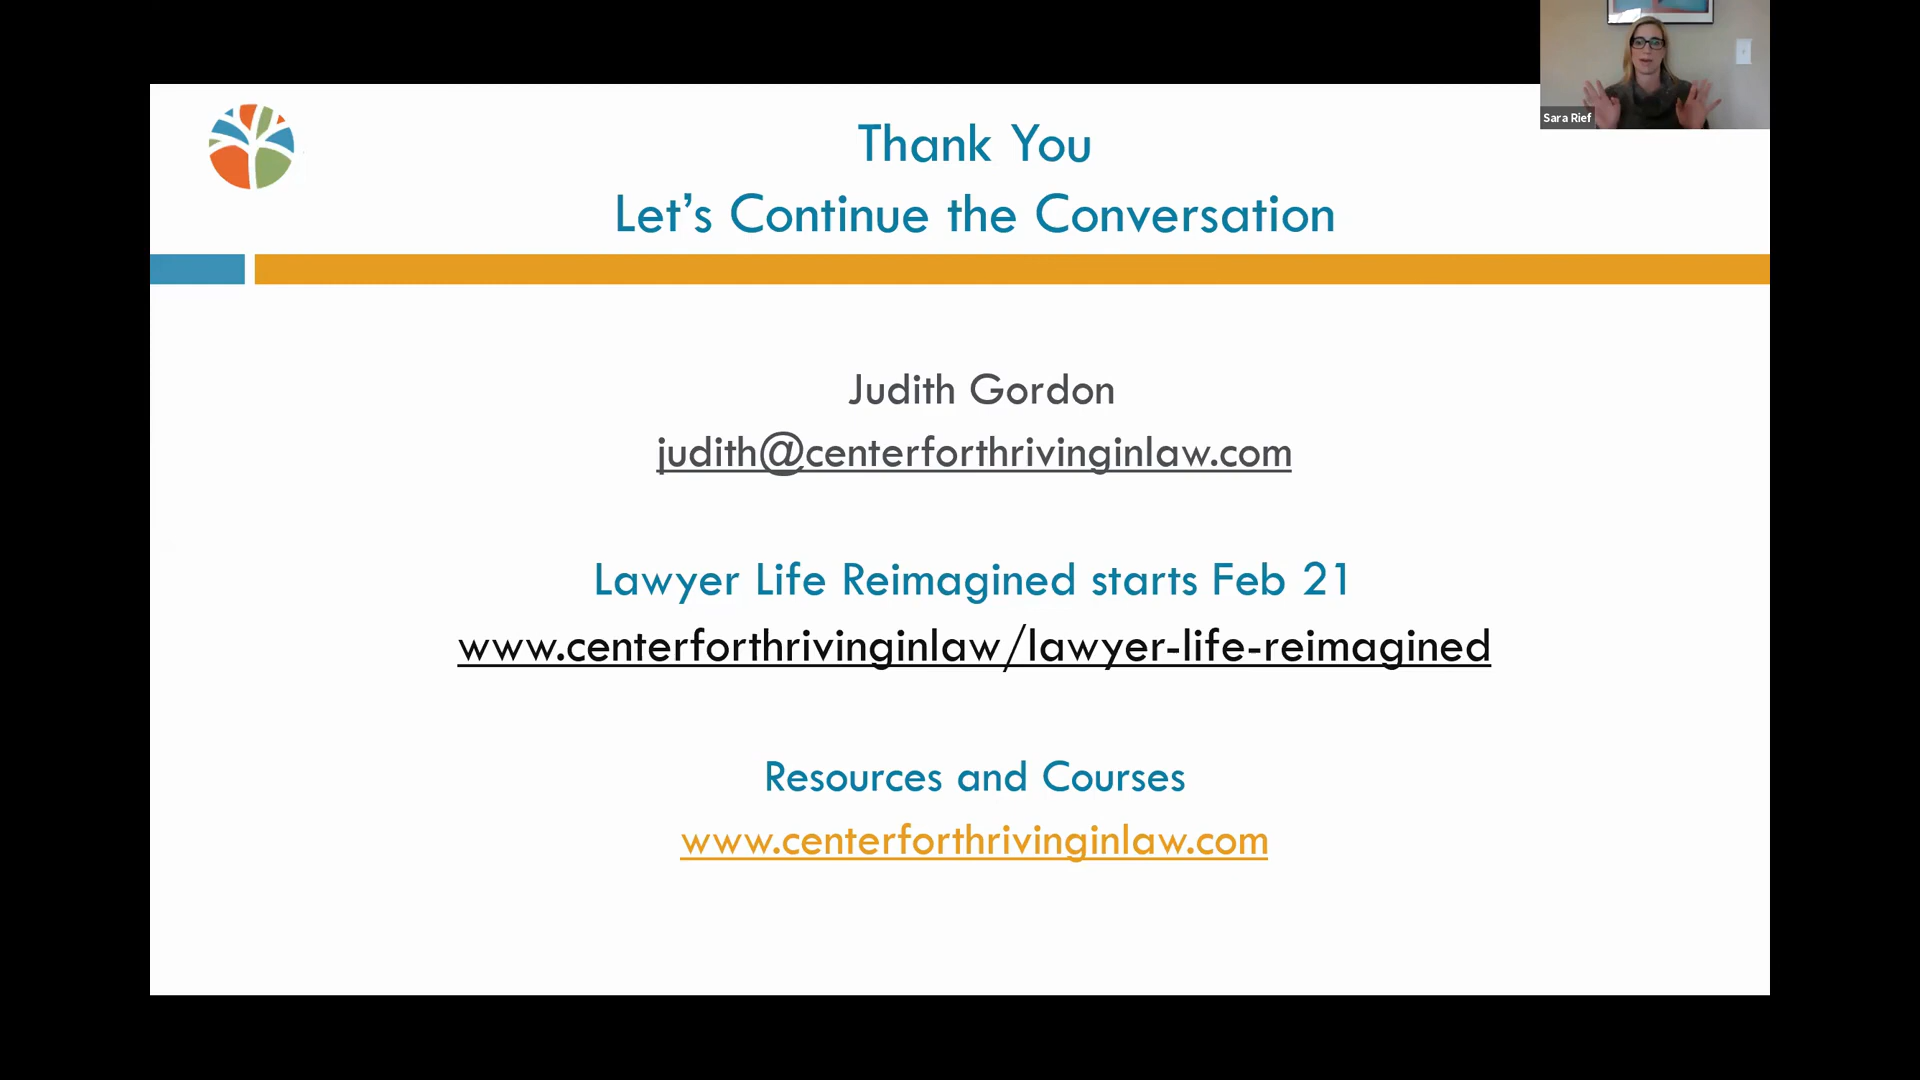 Sara Rief
Thank You
Let’s Continue the Conversation
Judith Gordon
judith@centerforthrivinginlaw.com
Lawyer Life Reimagined starts Feb 21
www.centerforthrivinginlaw/lawyer-life-reimagined
Resources and Courses
www.centerforthrivinginlaw.com